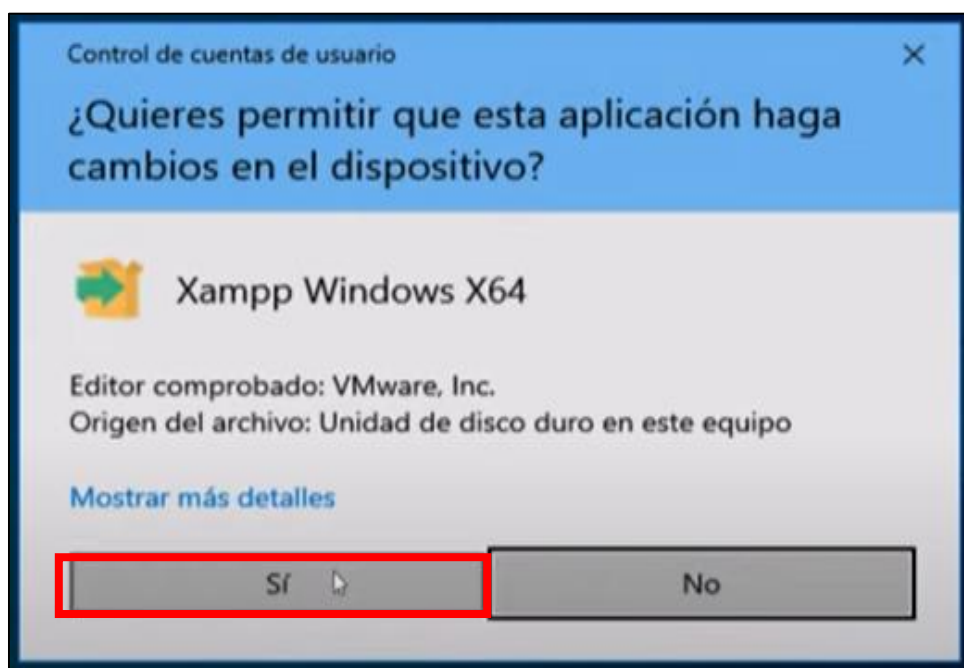 Control de cuentas de usuario
¿Quieres permitir que esta aplicación haga
cambios en el dispositivo?
Xampp Windows X64
Editor comprobado: VMware, Inc.
Origen del archivo: Unidad de disco duro en este equipo
Mostrar más detalles
Sí
No